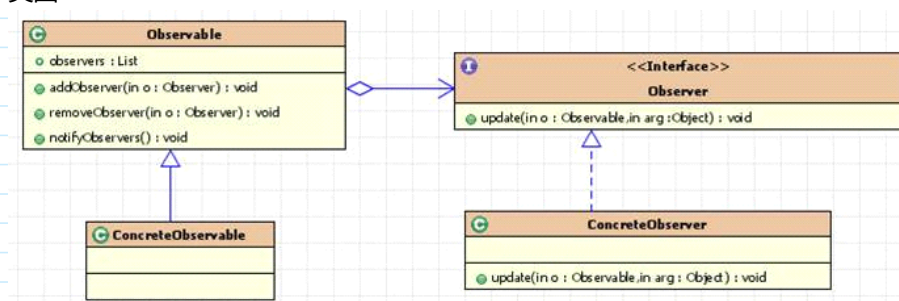 Observable
observers : List
addObserver(in o : Observer) : void
removeObserver(in o : Observer) : void
notifyObservers() : void
<<Interface>>
Observer
update(in o : Observable,in arg :Object) : void
ConcreteObservable
ConcreteObserver
update(in o : Observable,in arg : Object) : void